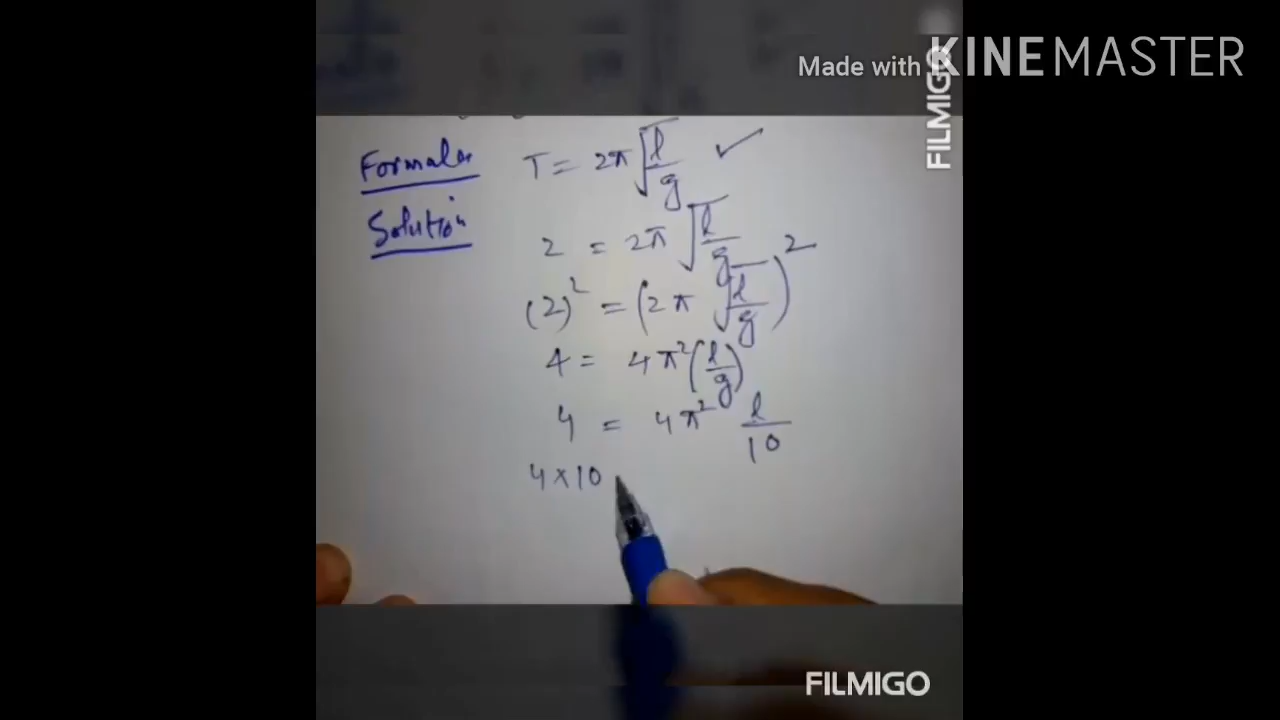 Made with KINEMASTER
FILMIGO
Formula T = 2π√(l/g) ✓
Solution
2 = 2π √(l/g)
(2)² = (2π √(l/g))²
4 = 4π² (l/g)
4 = 4π² l/10
4×10
FILMIGO